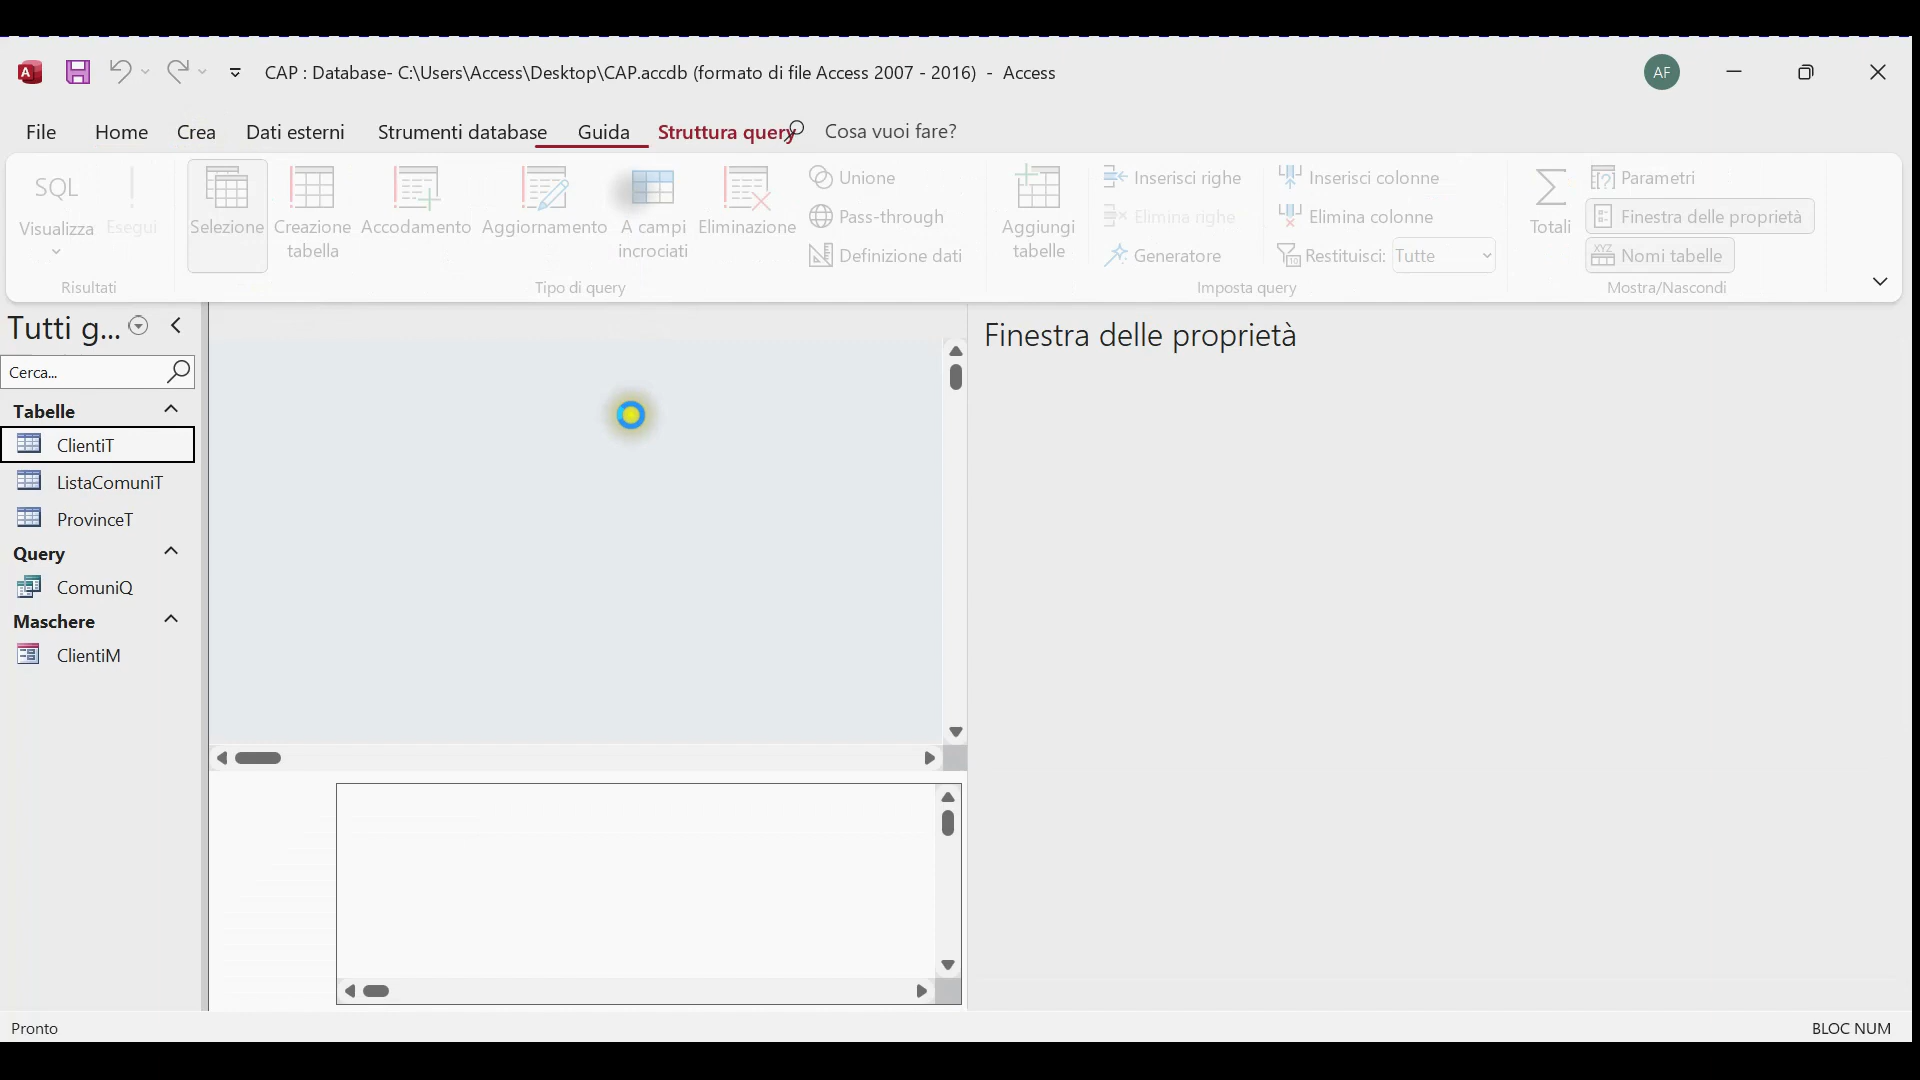 CAP : Database- C:\Users\Access\Desktop\CAP.accdb (formato di file Access 2007 - 2016) - Access
AF
File Home Crea Dati esterni Strumenti database Guida Struttura query Cosa vuoi fare?
SQL
Visualizza
Esegui
Risultati
Selezione
Creazione
tabella
Accodamento
Aggiornamento
A campi
incrociati
Eliminazione
Unione
Pass-through
Definizione dati
Tipo di query
Aggiungi
tabelle
Inserisci righe
Elimina righe
Generatore
Inserisci colonne
Elimina colonne
Restituisci: Tutte
Imposta query
Totali
Parametri
Finestra delle proprietà
Nomi tabelle
Mostra/Nascondi
Tutti g...
Cerca...
Tabelle
ClientiT
ListaComuniT
ProvinceT
Query
ComuniQ
Maschere
ClientiM
Finestra delle proprietà
Pronto
BLOC NUM